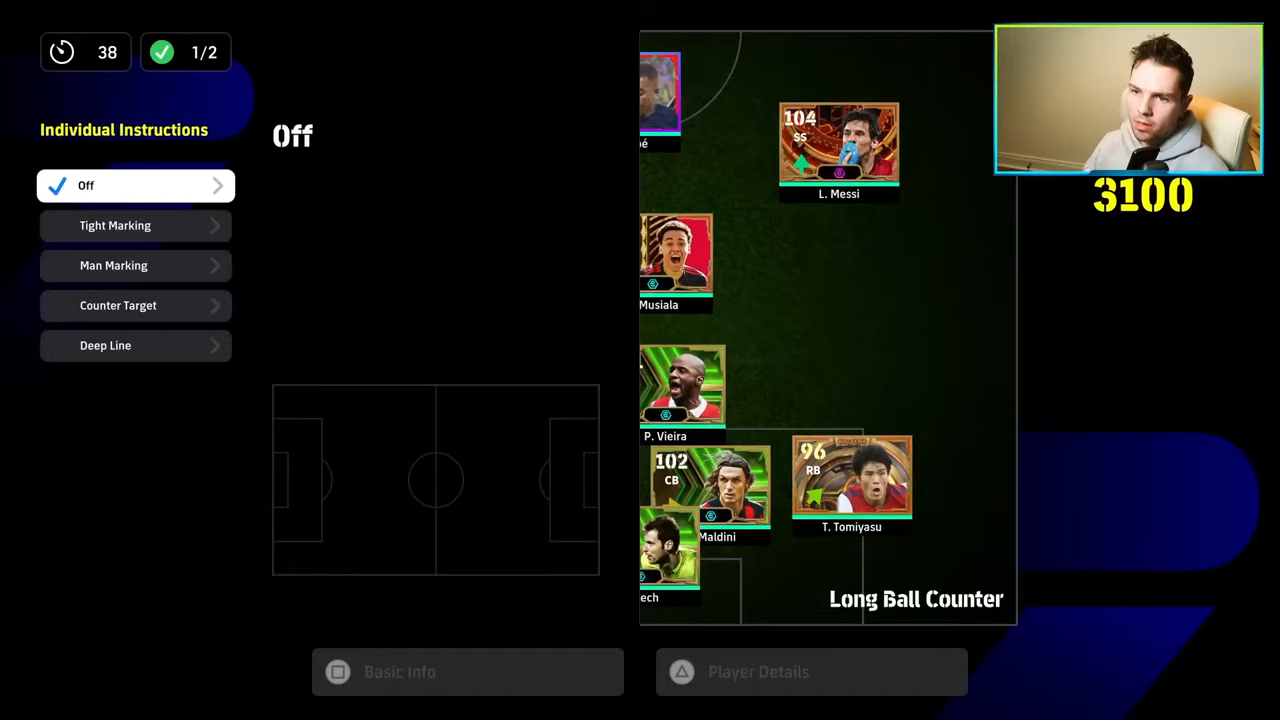 38
1/2
Individual Instructions
Off
Off
Tight Marking
Man Marking
Counter Target
Deep Line
é
104
SS
L. Messi
3100
Musiala
P. Vieira
102
CB
Maldini
96
RB
T. Tomiyasu
ech
Long Ball Counter
Basic Info
Player Details